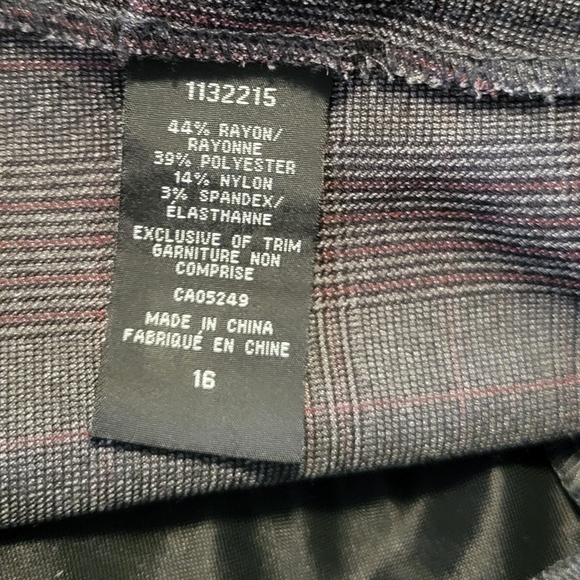 1132215
44% RAYON/
RAYONNE
39% POLYESTER
14% NYLON
3% SPANDEX/
ELASTHANNE
EXCLUSIVE OF TRIM
GARNITURE NON
COMPRISE
CA05249
MADE IN CHINA
FABRIQUÉ EN CHINE
16